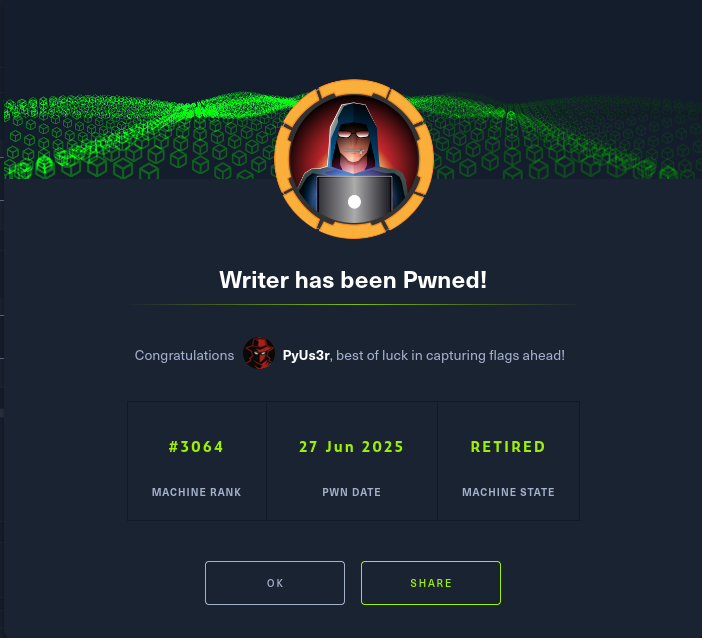 Writer has been Pwned!
Congratulations PyUs3r, best of luck in capturing flags ahead!
#3064 27 Jun 2025 RETIRED
MACHINE RANK PWN DATE MACHINE STATE
OK SHARE